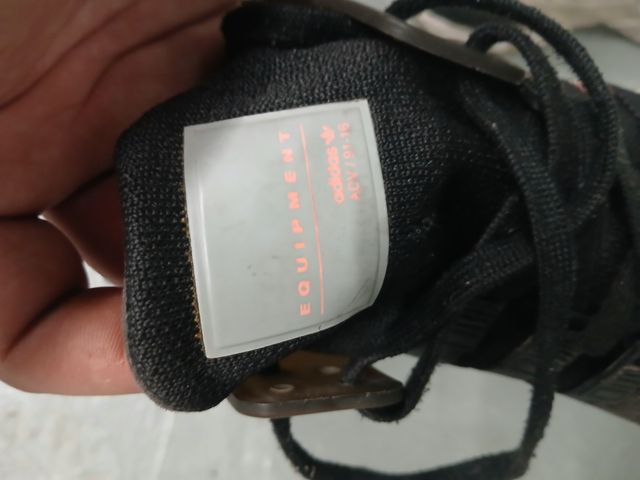 EQUIPMENT
adidas
ADV / 91-16